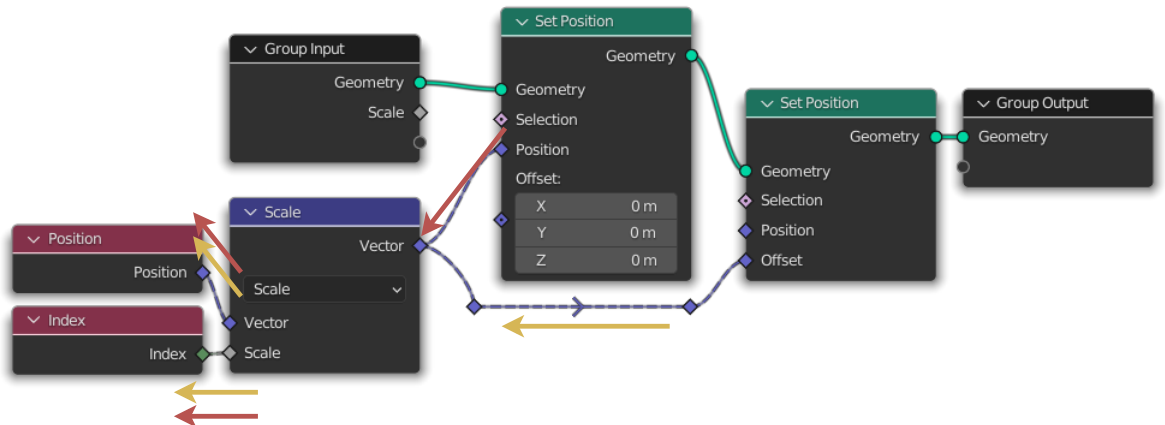 Group Input
Geometry
Scale
Set Position
Geometry
Geometry
Selection
Position
Offset:
X 0 m
Y 0 m
Z 0 m
Set Position
Geometry
Geometry
Selection
Position
Offset
Group Output
Geometry
Position
Position
Index
Index
Scale
Vector
Scale
Vector
Scale